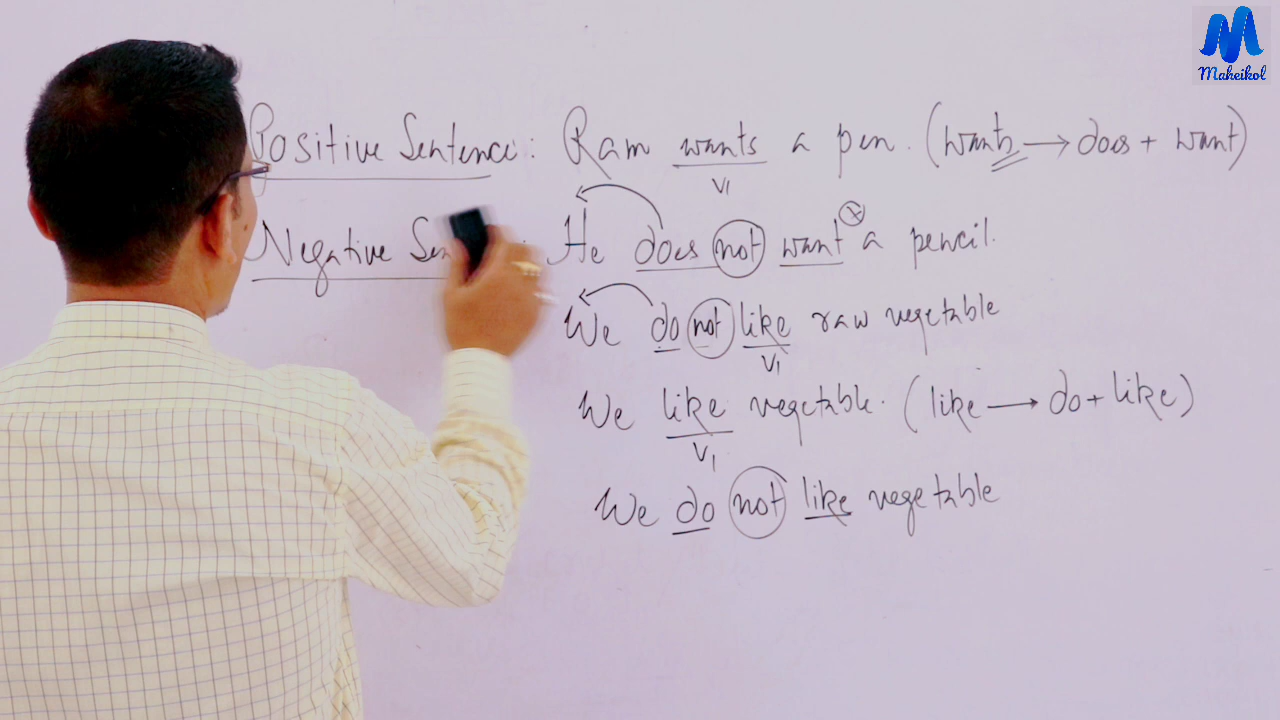 Maheikol
Positive Sentence: Ram wants a pen. (wants → does + want)
V1
Negative He does not want a pencil.
We do not like raw vegetable
V1
We like vegetable. (like → do + like)
V1
We do not like vegetable